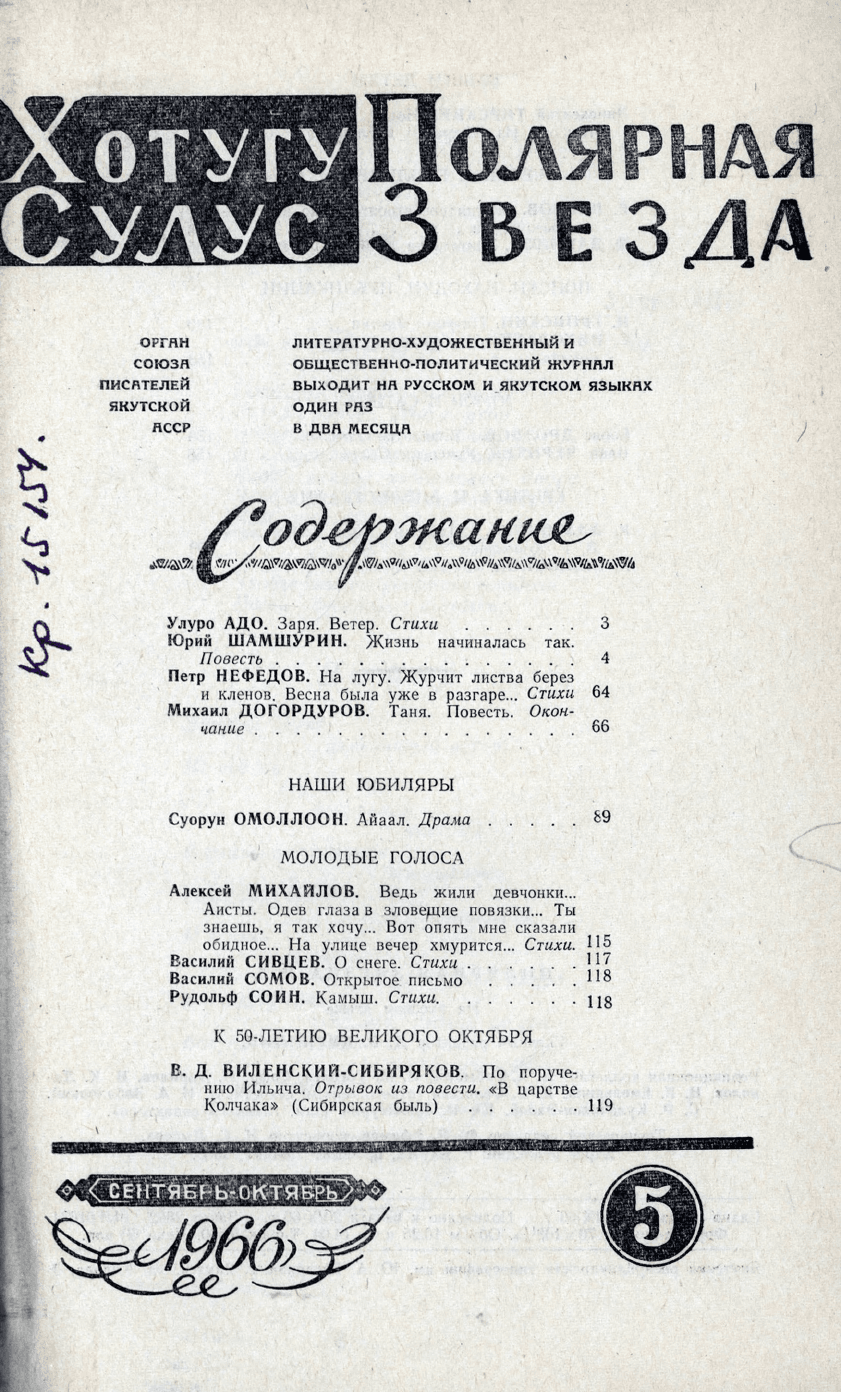 Хотугу Полярная
Сулус Звезда
ОРГАН
СОЮЗА
ПИСАТЕЛЕЙ
ЯКУТСКОЙ
АССР
ЛИТЕРАТУРНО-ХУДОЖЕСТВЕННЫЙ И
ОБЩЕСТВЕННО-ПОЛИТИЧЕСКИЙ ЖУРНАЛ
ВЫХОДИТ НА РУССКОМ И ЯКУТСКОМ ЯЗЫКАХ
ОДИН РАЗ
В ДВА МЕСЯЦА
кр. 15154.
Содержание
Улуро АДО. Заря. Ветер. Стихи . . . . . . 3
Юрий ШАМШУРИН. Жизнь начиналась так.
Повесть . . . . . . . . . . . . . . . . 4
Петр НЕФЕДОВ. На лугу. Журчит листва берез
и кленов. Весна была уже в разгаре... Стихи 64
Михаил ДОГОРДУРОВ. Таня. Повесть. Окон-
чание . . . . . . . . . . . . . . . . . 66
НАШИ ЮБИЛЯРЫ
Суорун ОМОЛЛООН. Айаал. Драма . . . . . 89
МОЛОДЫЕ ГОЛОСА
Алексей МИХАЙЛОВ. Ведь жили девчонки...
Аисты. Одев глаза в зловещие повязки... Ты
знаешь, я так хочу... Вот опять мне сказали
обидное... На улице вечер хмурится... Стихи. 115
Василий СИВЦЕВ. О снеге. Стихи . . . . . . 117
Василий СОМОВ. Открытое письмо . . . . . 118
Рудольф СОИН. Камыш. Стихи. . . . . . . 118
К 50-ЛЕТИЮ ВЕЛИКОГО ОКТЯБРЯ
В. Д. ВИЛЕНСКИЙ-СИБИРЯКОВ. По поруче-
нию Ильича. Отрывок из повести. «В царстве
Колчака» (Сибирская быль) . . . . . . 119
СЕНТЯБРЬ-ОКТЯБРЬ
1966
5